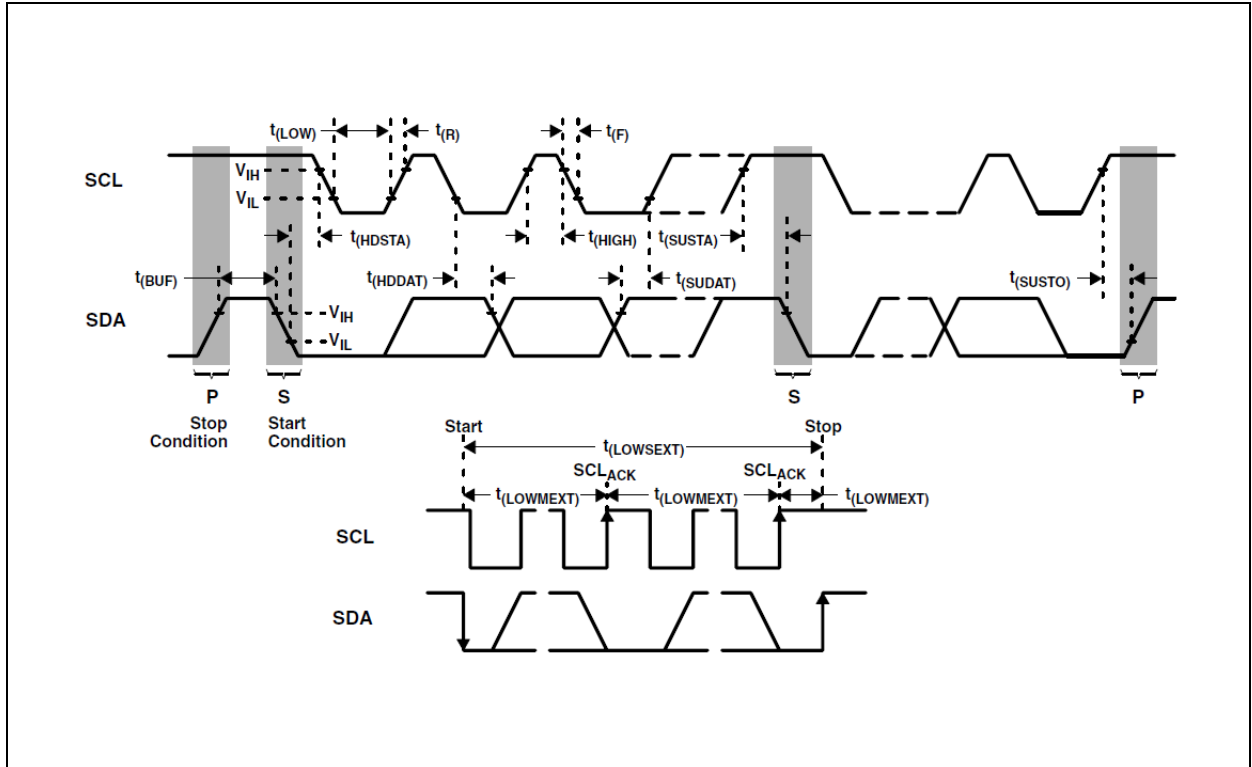 t(LOW) t(R) t(F)
SCL
VIH
VIL
t(HDSTA) t(HIGH) t(SUSTA)
t(BUF) t(HDDAT) t(SUDAT) t(SUSTO)
SDA
VIH
VIL
P S S P
Stop Condition
Start Condition
Start Stop
t(LOWSEXT)
SCLACK SCLACK
t(LOWMEXT) t(LOWMEXT) t(LOWMEXT)
SCL
SDA